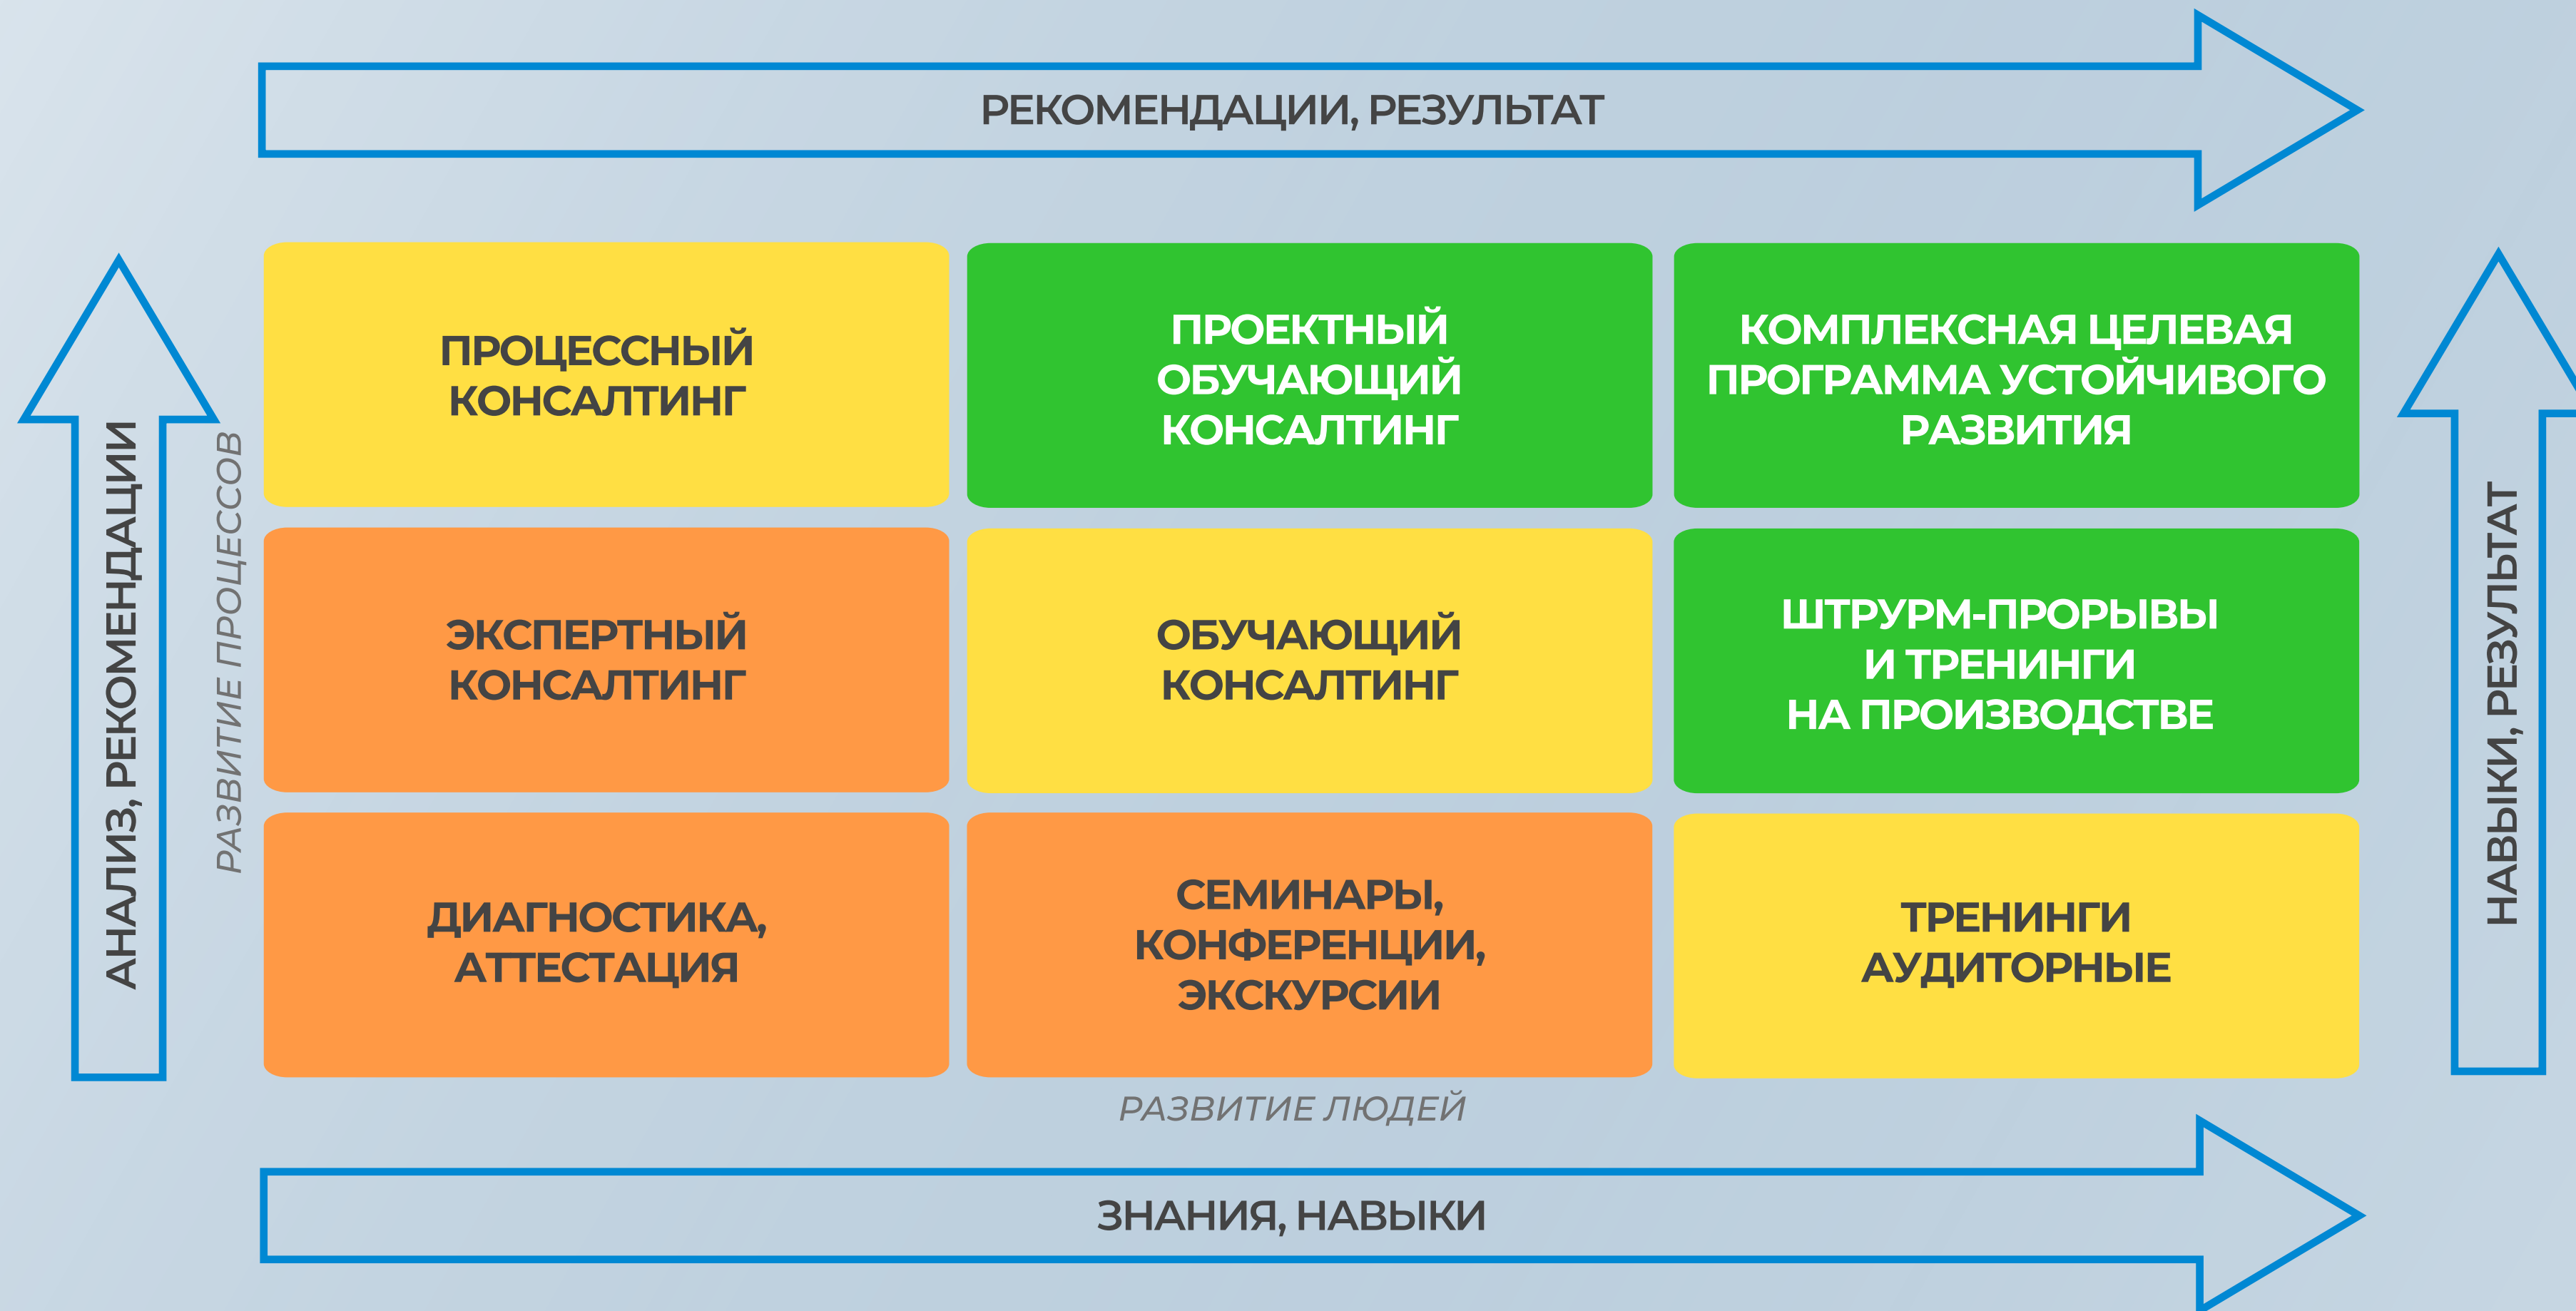 РЕКОМЕНДАЦИИ, РЕЗУЛЬТАТ
АНАЛИЗ, РЕКОМЕНДАЦИИ
РАЗВИТИЕ ПРОЦЕССОВ
ПРОЦЕССНЫЙ
КОНСАЛТИНГ
ПРОЕКТНЫЙ
ОБУЧАЮЩИЙ
КОНСАЛТИНГ
КОМПЛЕКСНАЯ ЦЕЛЕВАЯ
ПРОГРАММА УСТОЙЧИВОГО
РАЗВИТИЯ
ЭКСПЕРТНЫЙ
КОНСАЛТИНГ
ОБУЧАЮЩИЙ
КОНСАЛТИНГ
ШТРУРМ-ПРОРЫВЫ
И ТРЕНИНГИ
НА ПРОИЗВОДСТВЕ
ДИАГНОСТИКА,
АТТЕСТАЦИЯ
СЕМИНАРЫ,
КОНФЕРЕНЦИИ,
ЭКСКУРСИИ
ТРЕНИНГИ
АУДИТОРНЫЕ
НАВЫКИ, РЕЗУЛЬТАТ
РАЗВИТИЕ ЛЮДЕЙ
ЗНАНИЯ, НАВЫКИ